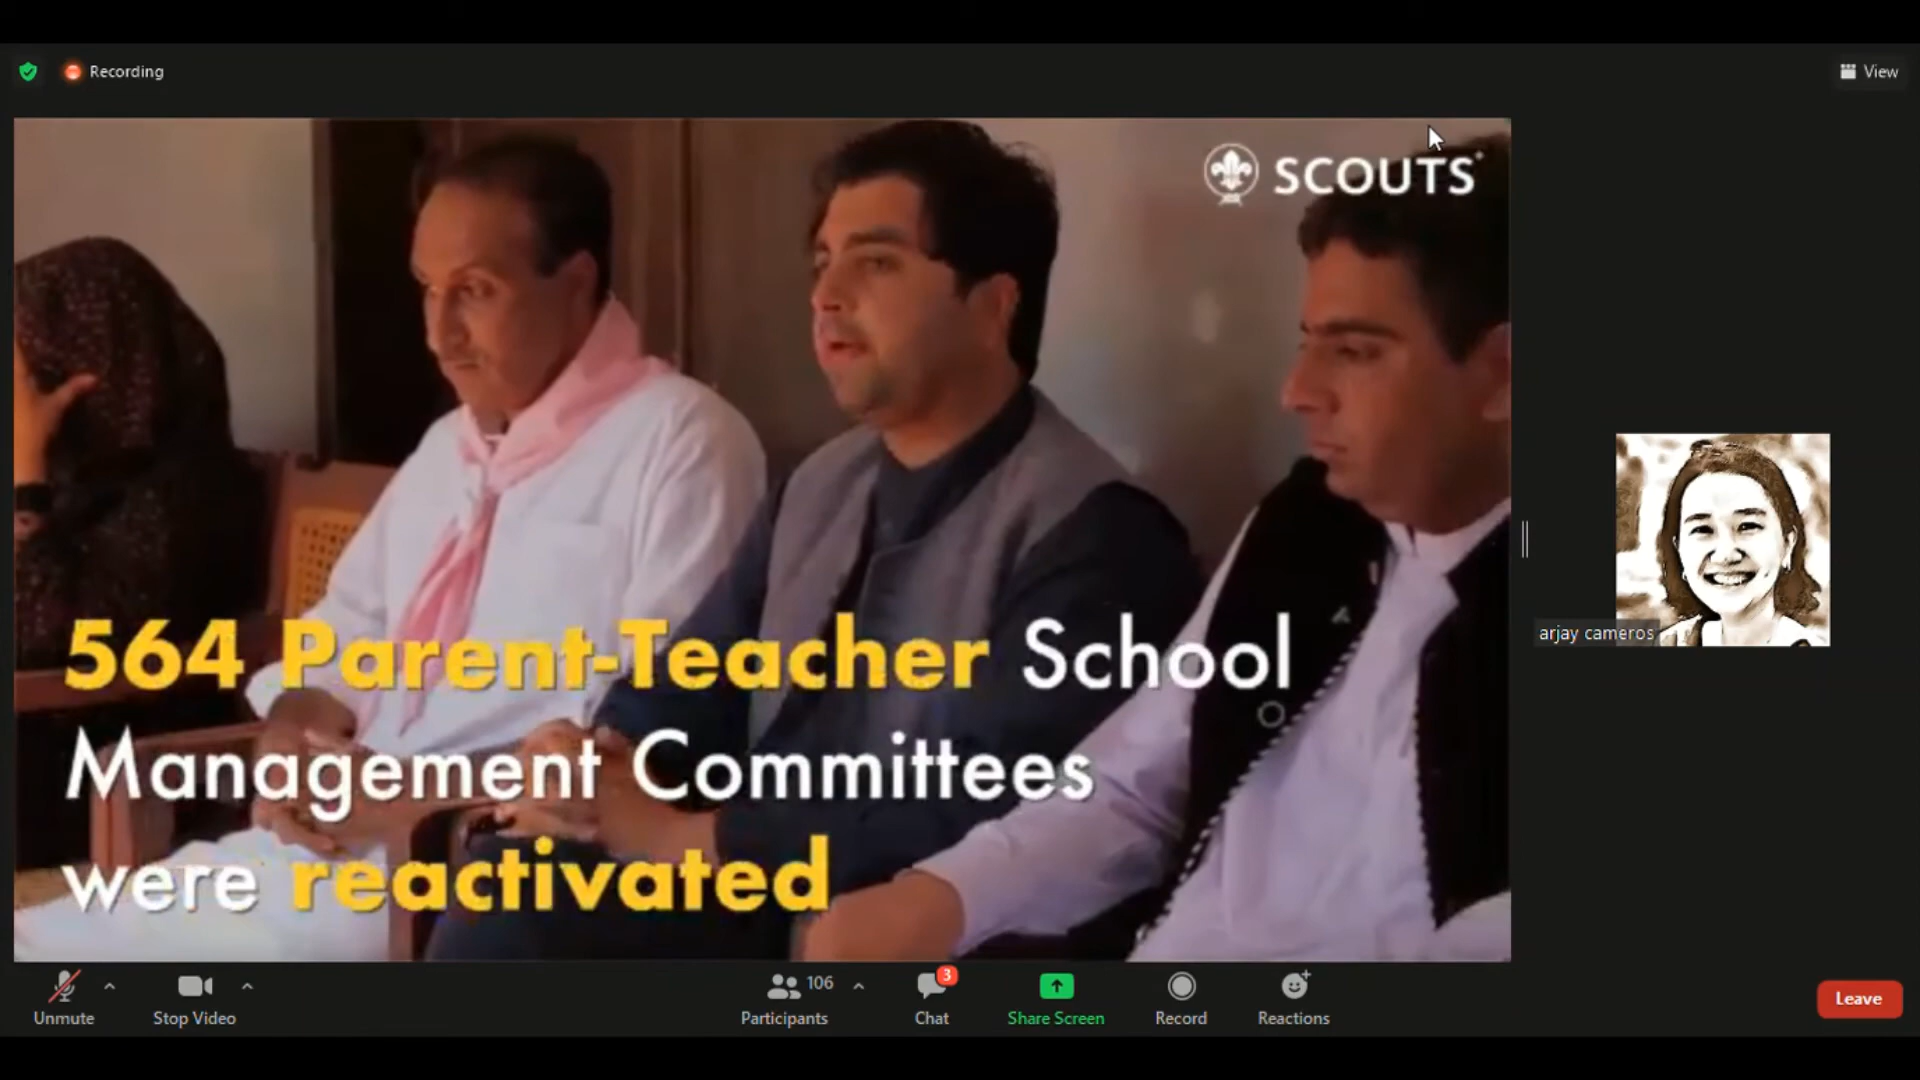 Recording
View
SCOUTS
564 Parent-Teacher School
Management Committees
were reactivated
arjay cameros
106
3
Unmute
Stop Video
Participants
Chat
Share Screen
Record
Reactions
Leave